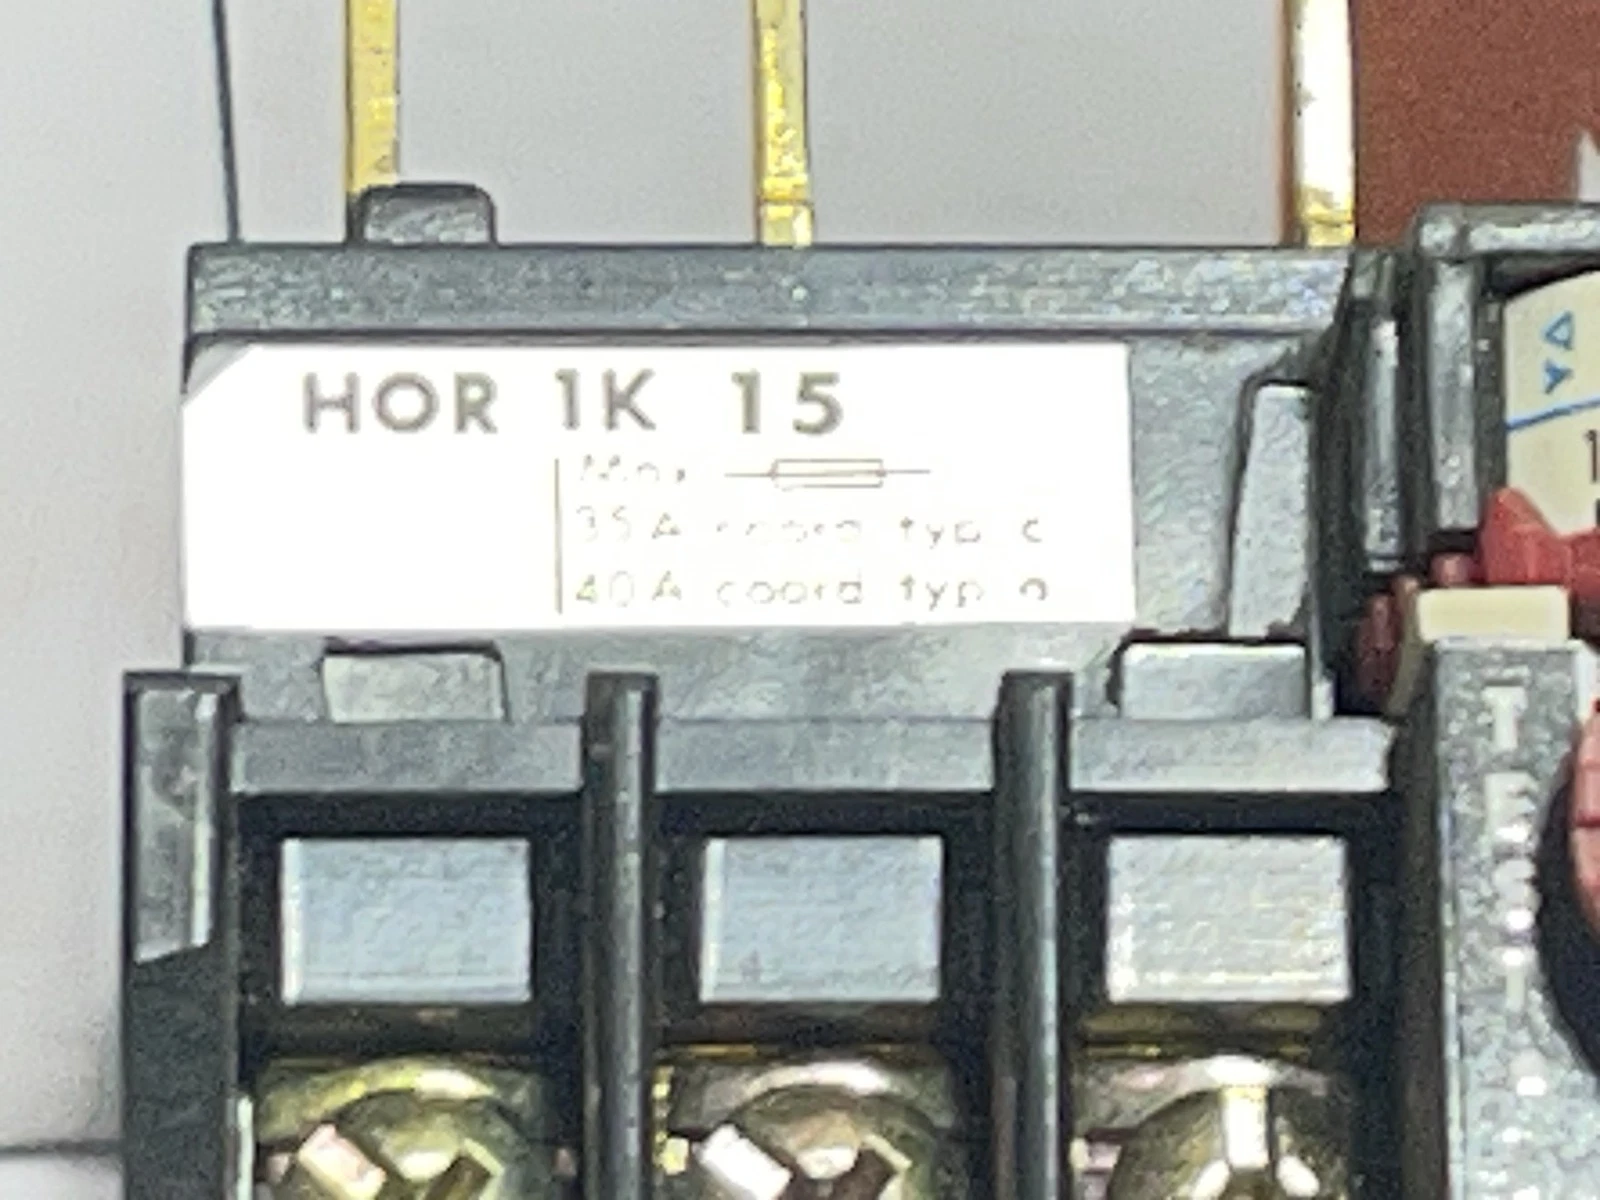 HOR 1K 15
Max
35 A coord typ c
40 A coord typ a
TEST